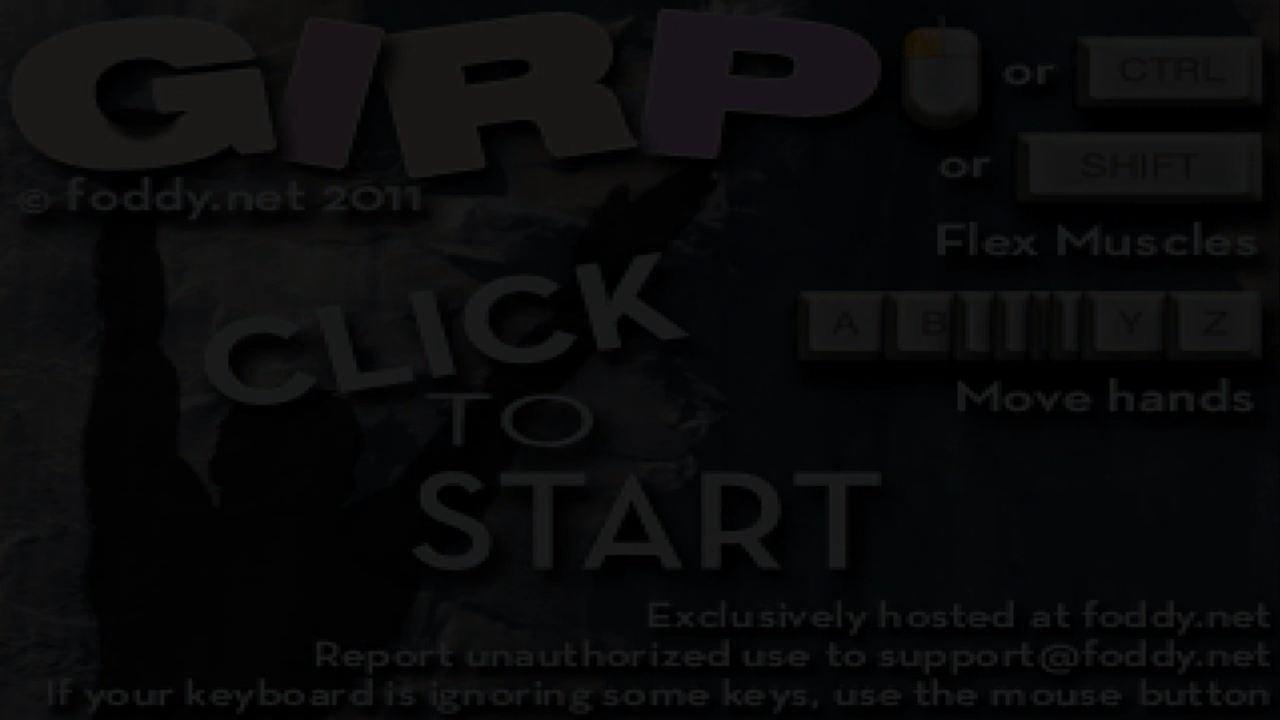 GIRP
or CTRL
© foddy.net 2011
or SHIFT
Flex Muscles
CLICK
A B Y Z
TO
Move hands
START
Exclusively hosted at foddy.net
Report unauthorized use to support@foddy.net
If your keyboard is ignoring some keys, use the mouse button